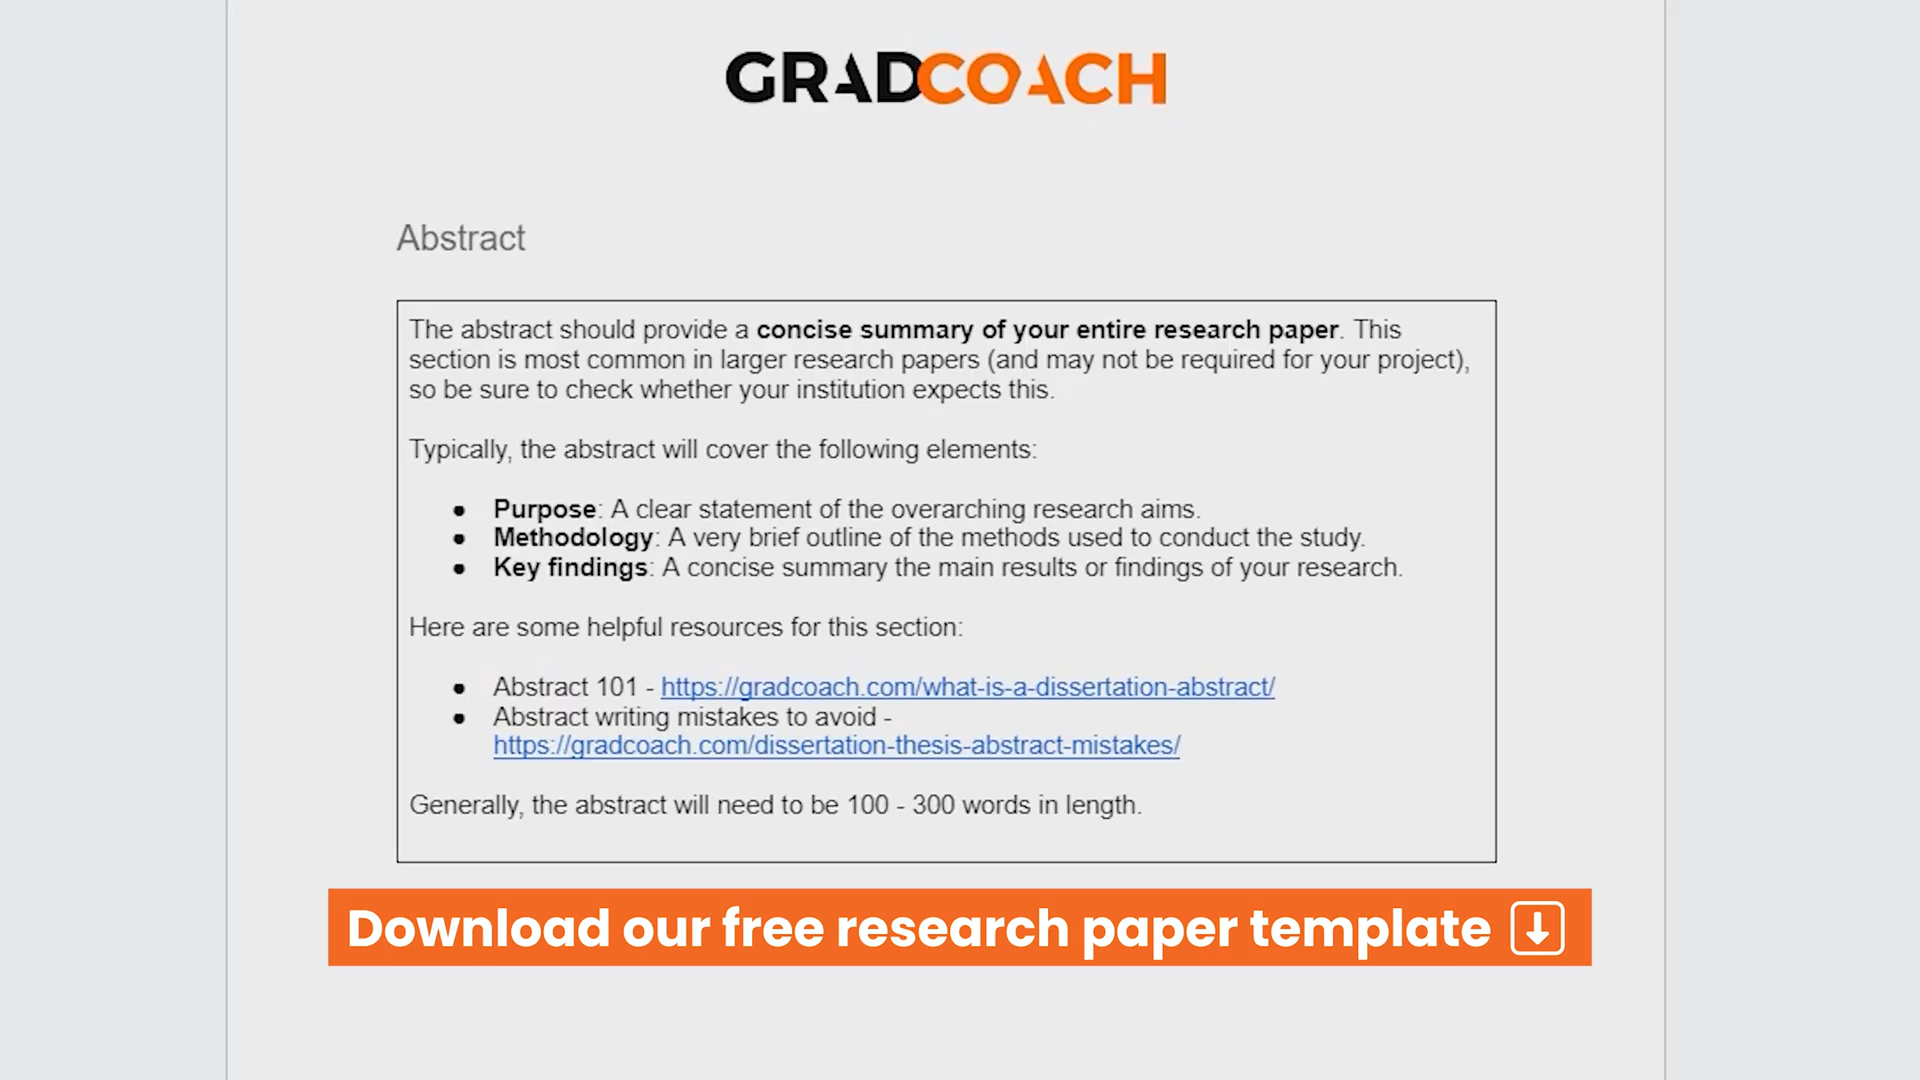 GRADCOACH
Abstract
The abstract should provide a concise summary of your entire research paper. This
section is most common in larger research papers (and may not be required for your project),
so be sure to check whether your institution expects this.
Typically, the abstract will cover the following elements:
● Purpose: A clear statement of the overarching research aims.
● Methodology: A very brief outline of the methods used to conduct the study.
● Key findings: A concise summary the main results or findings of your research.
Here are some helpful resources for this section:
● Abstract 101 - https://gradcoach.com/what-is-a-dissertation-abstract/
● Abstract writing mistakes to avoid -
https://gradcoach.com/dissertation-thesis-abstract-mistakes/
Generally, the abstract will need to be 100 - 300 words in length.
Download our free research paper template